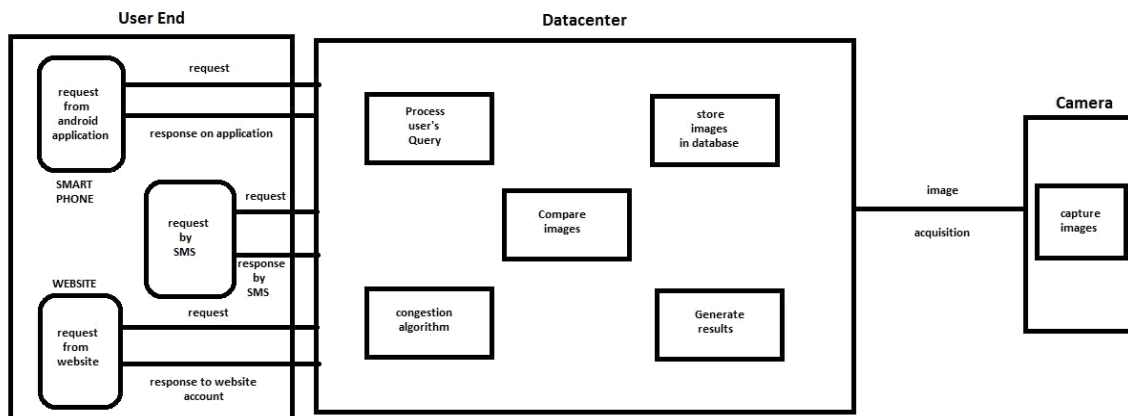 User End
Datacenter
Camera
request
from
android
application
SMART
PHONE
request
response on application
request
by
SMS
request
response
by
SMS
WEBSITE
request
from
website
request
response to website
account
Process
user's
Query
store
images
in database
Compare
images
congestion
algorithm
Generate
results
image
acquisition
capture
images